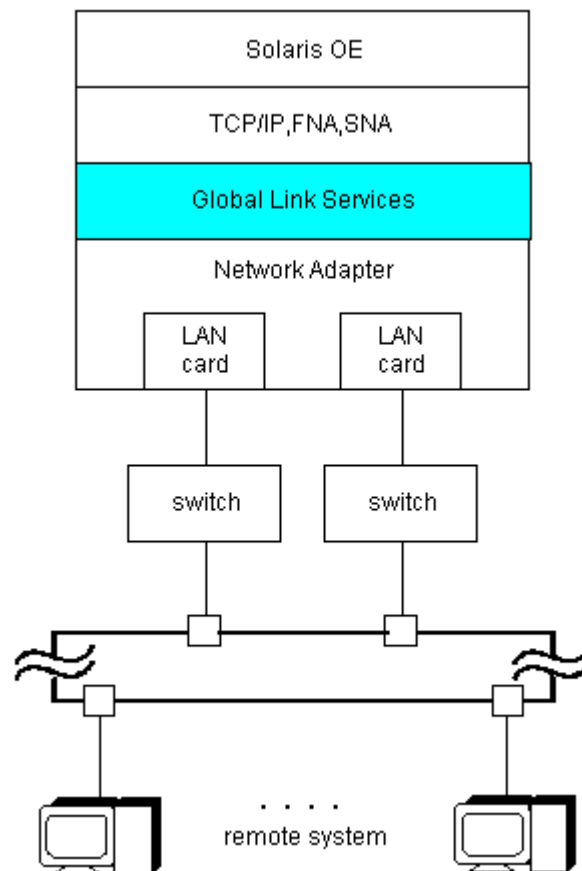 Solaris OE
TCP/IP,FNA,SNA
Global Link Services
Network Adapter
LAN
card
LAN
card
switch
switch
. . . .
remote system